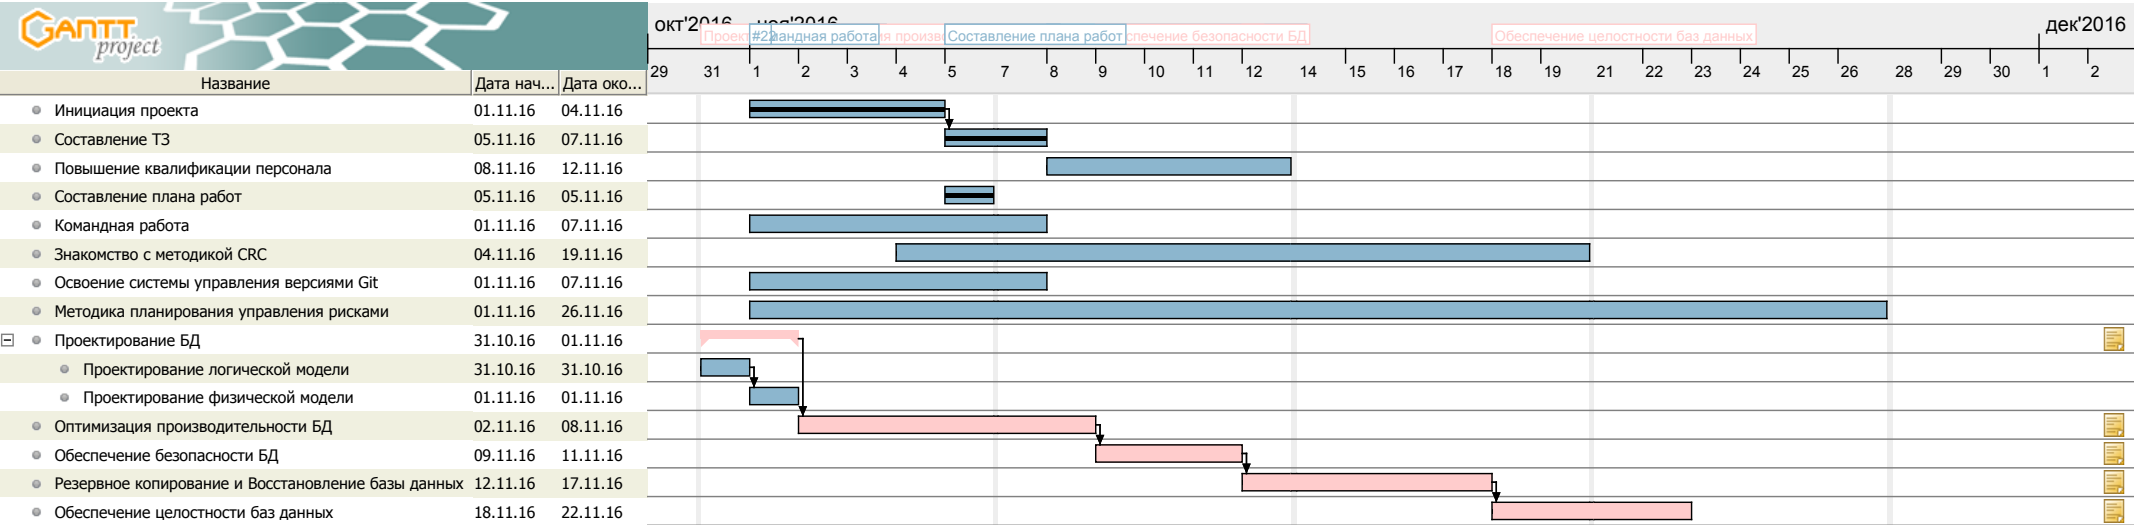 GANTT
project
окт'2016 ноя'2016 дек'2016
Проект #22 мандная работа я произво Составление плана работ спечение безопасности БД Обеспечение целостности баз данных
29 31 1 2 3 4 5 7 8 9 10 11 12 14 15 16 17 18 19 21 22 23 24 25 26 28 29 30 1 2
Название Дата нач... Дата око...
Инициация проекта 01.11.16 04.11.16
Составление ТЗ 05.11.16 07.11.16
Повышение квалификации персонала 08.11.16 12.11.16
Составление плана работ 05.11.16 05.11.16
Командная работа 01.11.16 07.11.16
Знакомство с методикой CRC 04.11.16 19.11.16
Освоение системы управления версиями Git 01.11.16 07.11.16
Методика планирования управления рисками 01.11.16 26.11.16
Проектирование БД 31.10.16 01.11.16
Проектирование логической модели 31.10.16 31.10.16
Проектирование физической модели 01.11.16 01.11.16
Оптимизация производительности БД 02.11.16 08.11.16
Обеспечение безопасности БД 09.11.16 11.11.16
Резервное копирование и Восстановление базы данных 12.11.16 17.11.16
Обеспечение целостности баз данных 18.11.16 22.11.16